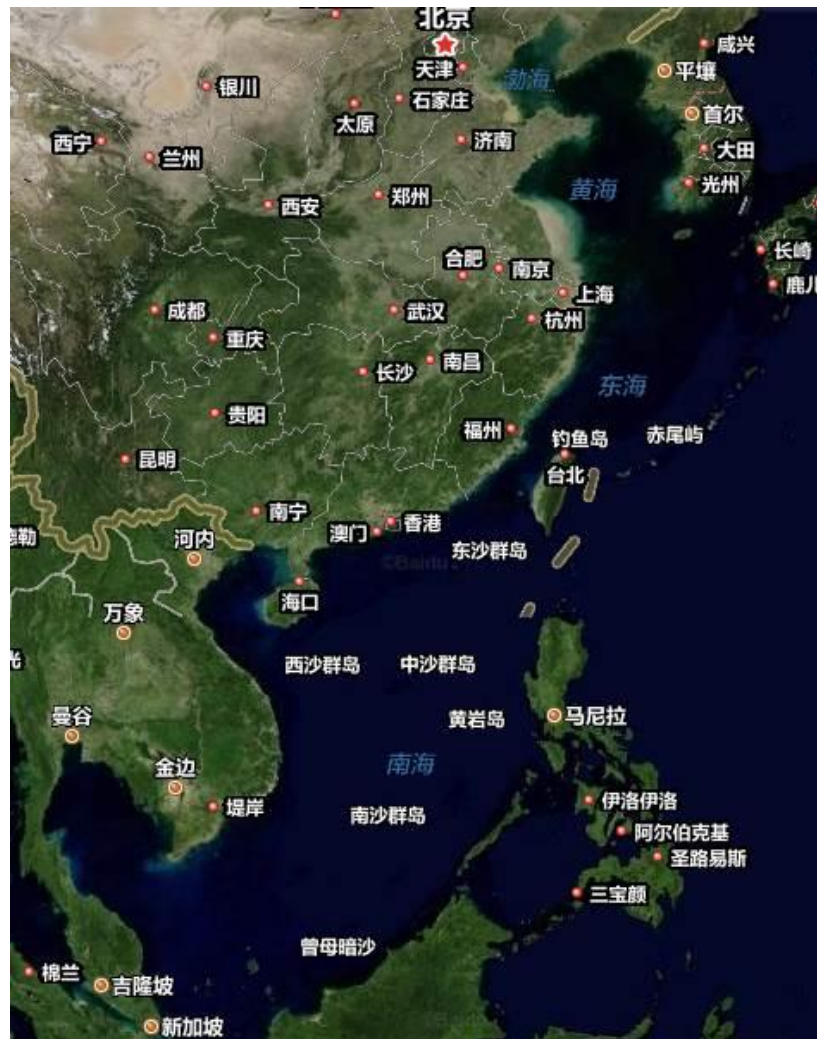 北京
咸兴
天津
渤海
平壤
银川
石家庄
太原
首尔
西宁
兰州
济南
大田
西安
郑州
黄海
光州
合肥
南京
长崎
鹿儿
成都
武汉
上海
重庆
杭州
长沙
南昌
东海
贵阳
福州
钓鱼岛
赤尾屿
昆明
台北
南宁
澳门
香港
德勒
河内
东沙群岛
©Baidu
海口
万象
西沙群岛
中沙群岛
黄岩岛
马尼拉
曼谷
南海
金边
堤岸
南沙群岛
伊洛伊洛
阿尔伯克基
圣路易斯
三宝颜
曾母暗沙
棉兰
吉隆坡
新加坡